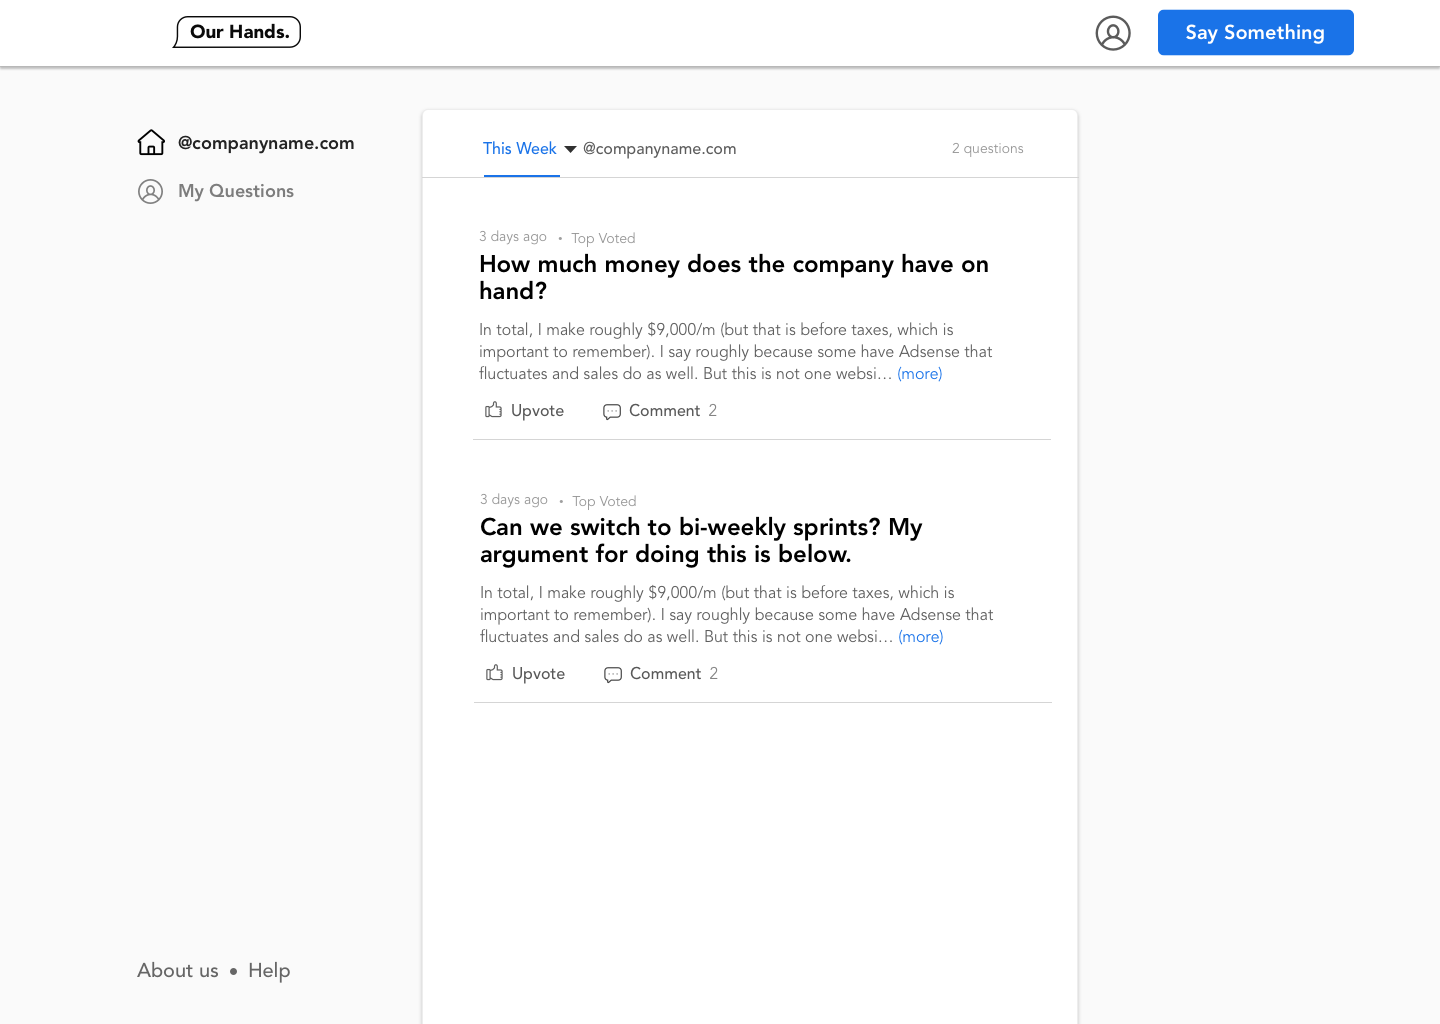 Our Hands.
Say Something
@companyname.com
My Questions
This Week @companyname.com 2 questions
3 days ago • Top Voted
How much money does the company have on
hand?
In total, I make roughly $9,000/m (but that is before taxes, which is
important to remember). I say roughly because some have Adsense that
fluctuates and sales do as well. But this is not one websi... (more)
Upvote Comment 2
3 days ago • Top Voted
Can we switch to bi-weekly sprints? My
argument for doing this is below.
In total, I make roughly $9,000/m (but that is before taxes, which is
important to remember). I say roughly because some have Adsense that
fluctuates and sales do as well. But this is not one websi... (more)
Upvote Comment 2
About us • Help